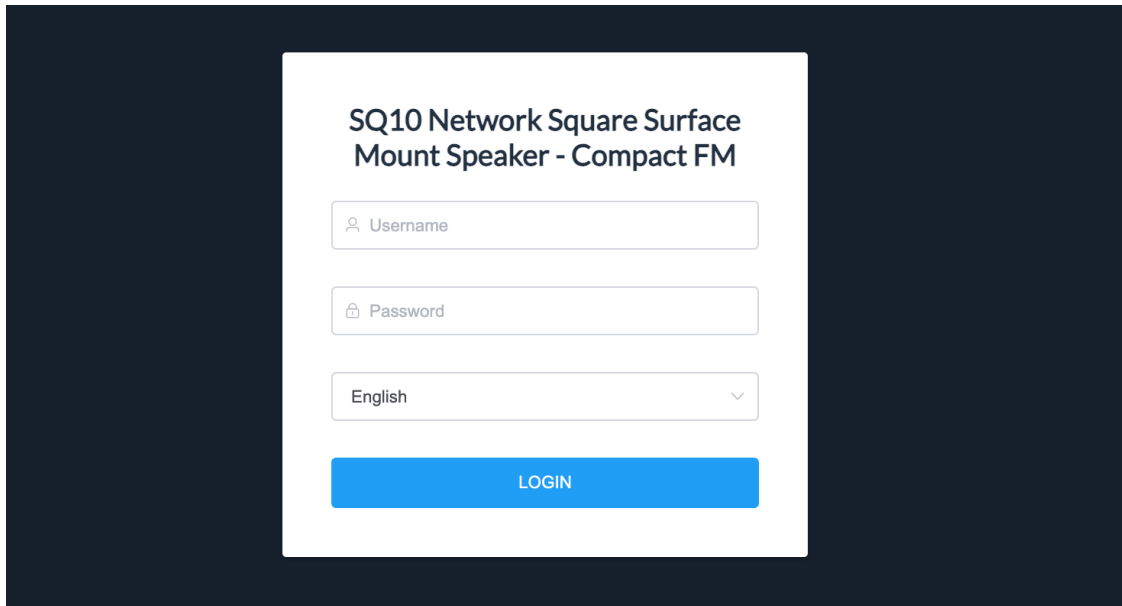 SQ10 Network Square Surface
Mount Speaker - Compact FM
Username
Password
English
LOGIN